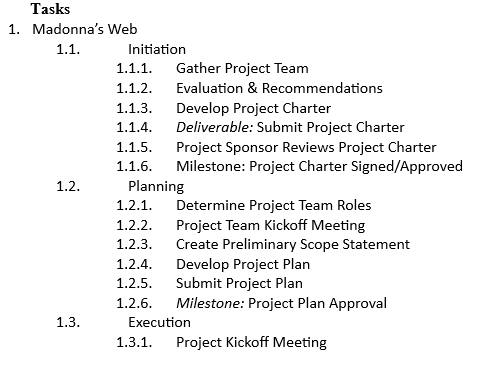 Tasks
1. Madonna’s Web
1.1. Initiation
1.1.1. Gather Project Team
1.1.2. Evaluation & Recommendations
1.1.3. Develop Project Charter
1.1.4. Deliverable: Submit Project Charter
1.1.5. Project Sponsor Reviews Project Charter
1.1.6. Milestone: Project Charter Signed/Approved
1.2. Planning
1.2.1. Determine Project Team Roles
1.2.2. Project Team Kickoff Meeting
1.2.3. Create Preliminary Scope Statement
1.2.4. Develop Project Plan
1.2.5. Submit Project Plan
1.2.6. Milestone: Project Plan Approval
1.3. Execution
1.3.1. Project Kickoff Meeting